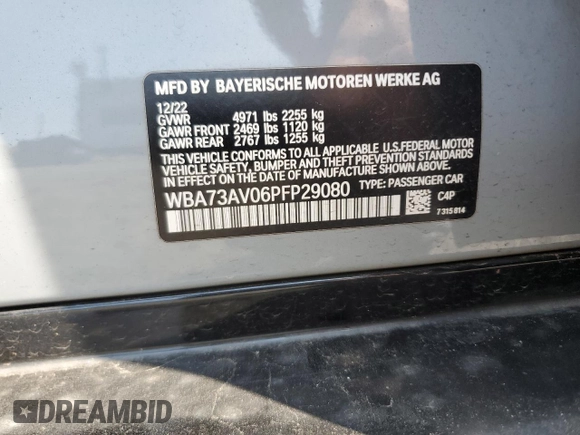 MFD BY BAYERISCHE MOTOREN WERKE AG
12/22
GVWR 4971 lbs 2255 kg
GAWR FRONT 2469 lbs 1120 kg
GAWR REAR 2767 lbs 1255 kg
THIS VEHICLE CONFORMS TO ALL APPLICABLE U.S.FEDERAL MOTOR
VEHICLE SAFETY, BUMPER AND THEFT PREVENTION STANDARDS
IN EFFECT ON THE DATE OF MANUFACTURE SHOWN ABOVE.
WBA73AV06PFP29080 TYPE: PASSENGER CAR
C4P
7315814
DREAMBID